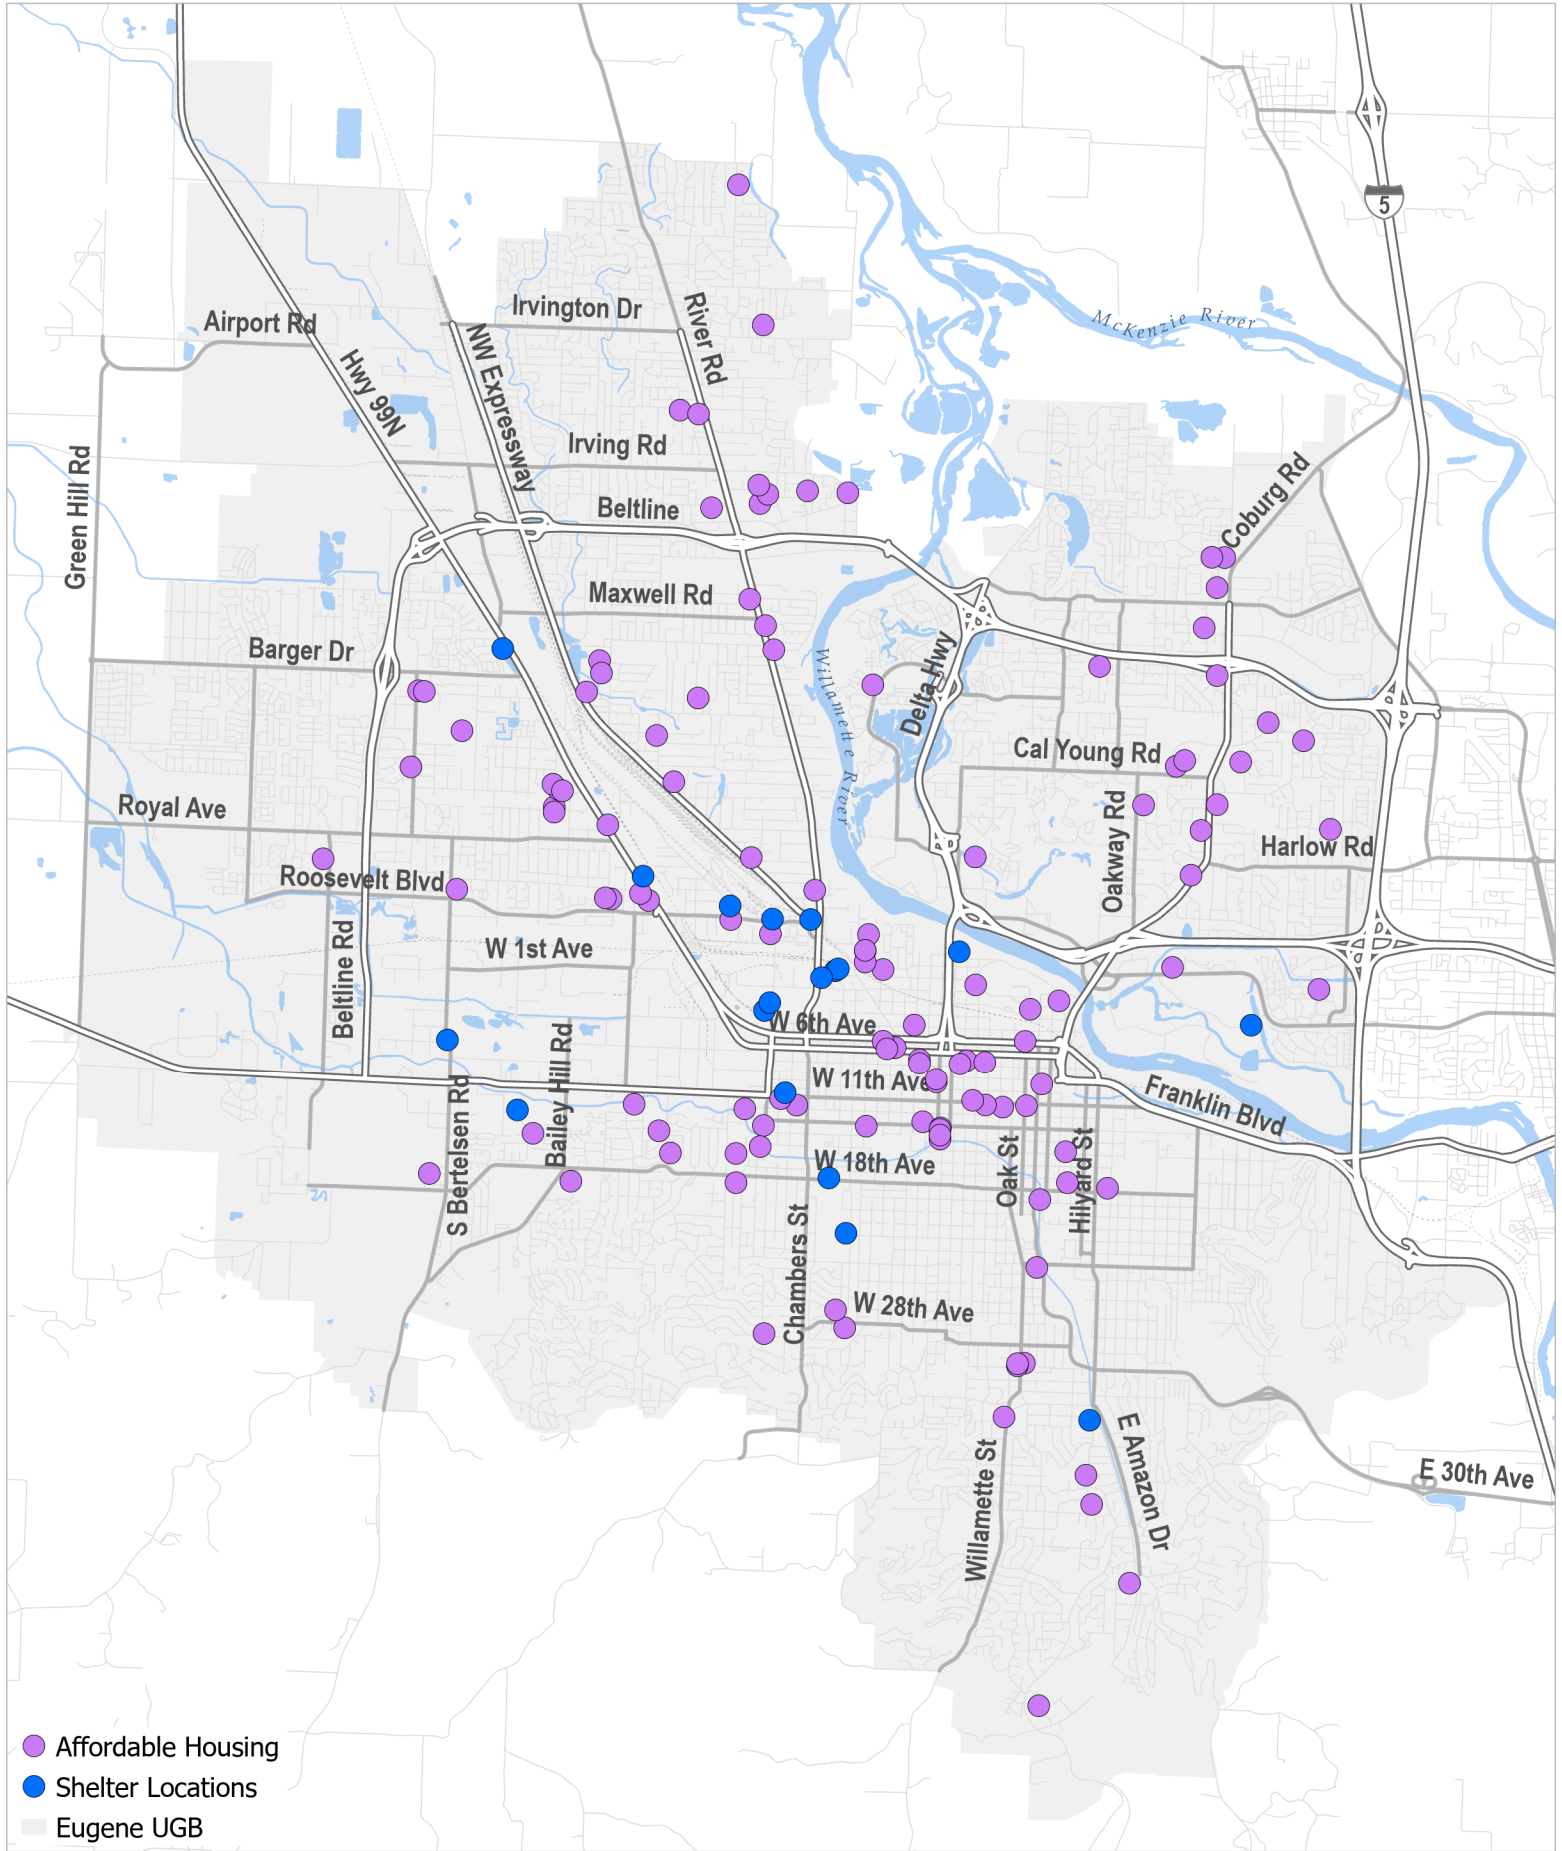 5
McKenzie River
Irvington Dr
River Rd
Airport Rd
NW Expressway
Hwy 99N
Irving Rd
Green Hill Rd
Beltline
Coburg Rd
Maxwell Rd
Barger Dr
Willamette River
Delta Hwy
Cal Young Rd
Royal Ave
Oakway Rd
Harlow Rd
Roosevelt Blvd
W 1st Ave
Beltline Rd
W 6th Ave
Bailey Hill Rd
W 11th Ave
Franklin Blvd
S Bertelsen Rd
W 18th Ave
Oak St
Hilyard St
Chambers St
W 28th Ave
Willamette St
E Amazon Dr
E 30th Ave
Affordable Housing
Shelter Locations
Eugene UGB